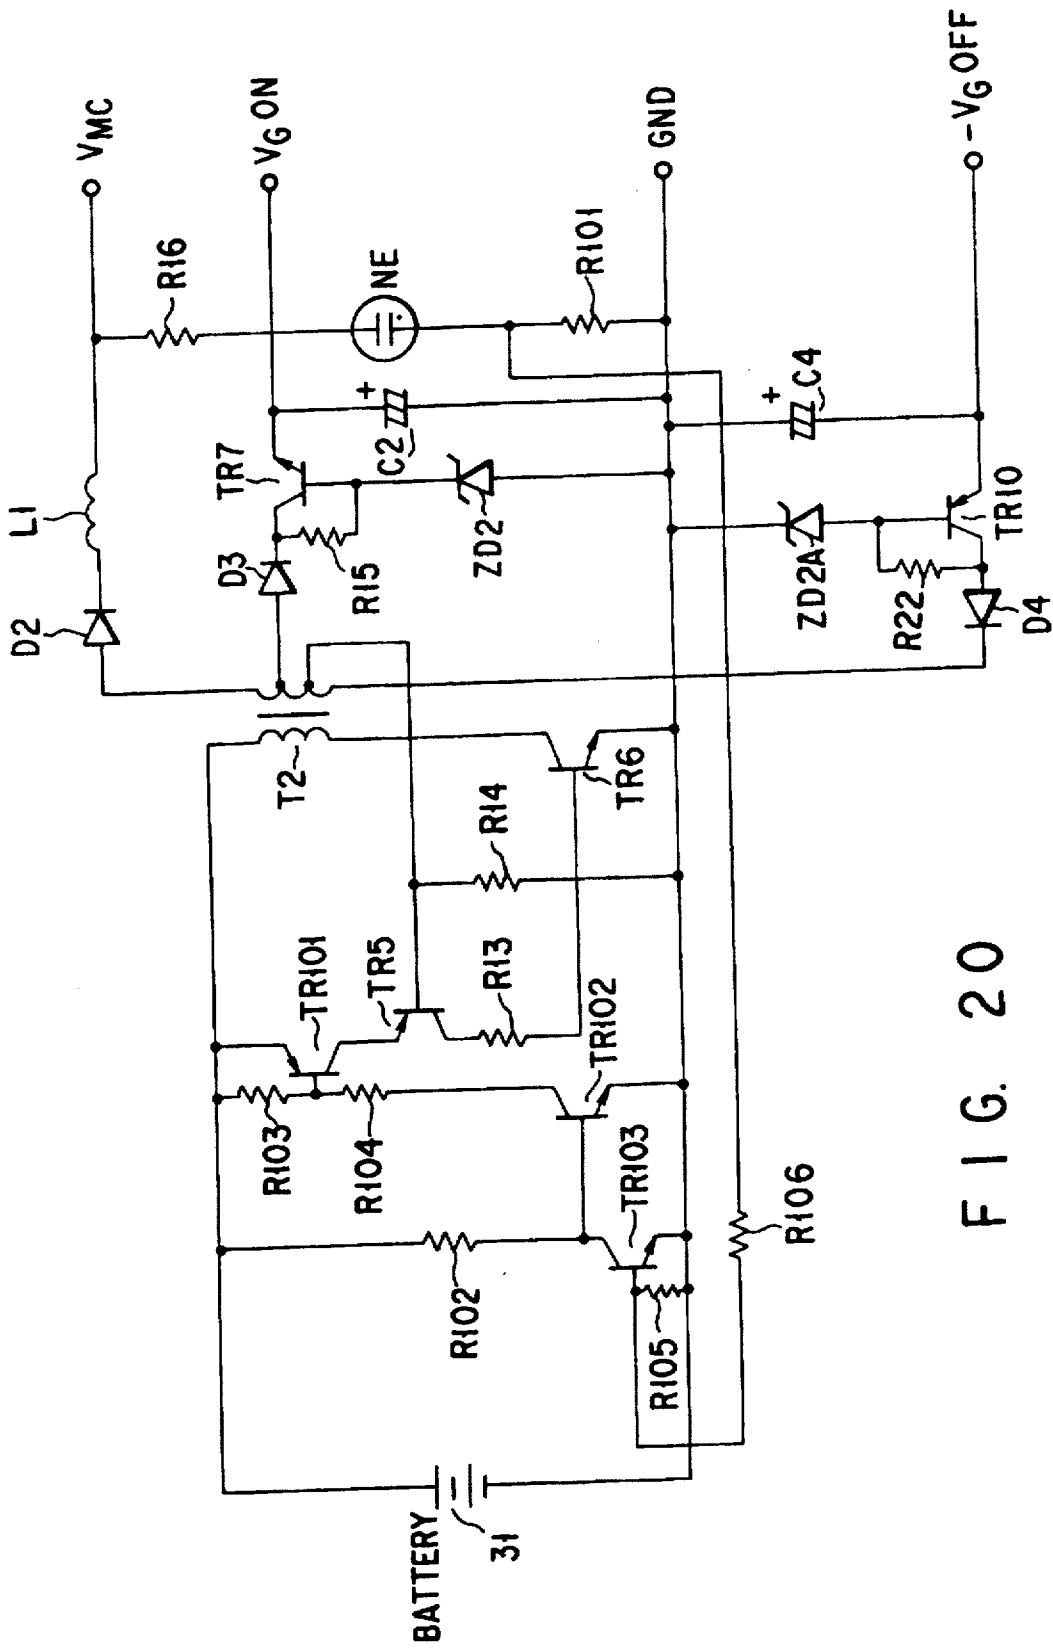 BATTERY
31
R102
R103
R104
TR101
TR5
R13
TR102
TR103
R105
R106
R14
TR6
T2
D2
L1
VMC
R16
D3
TR7
R15
VG ON
C2
+
NE
ZD2
R101
GND
C4
+
ZD2A
R22
TR10
D4
-VG OFF
FIG. 20